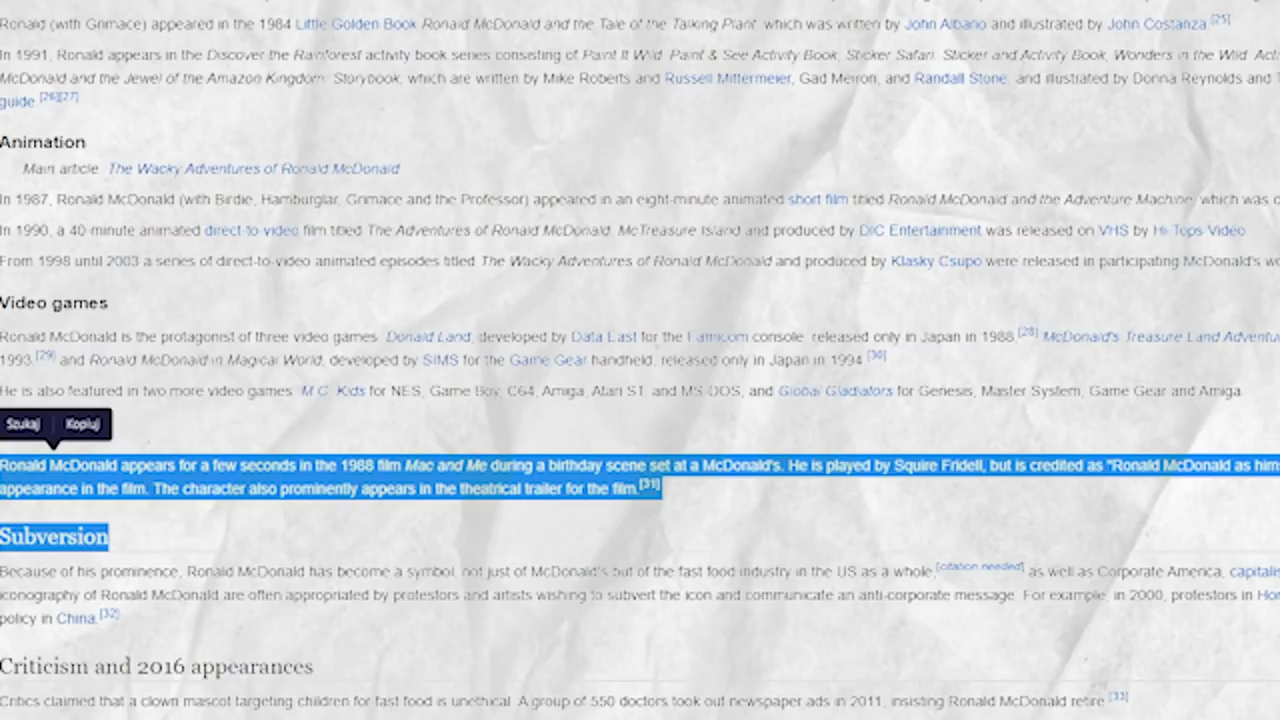 Ronald (with Grimace) appeared in the 1984 Little Golden Book Ronald McDonald and the Tale of the Talking Plant, which was written by John Albano and illustrated by John Costanza.[25]
In 1991, Ronald appears in the Discover the Rainforest activity book series consisting of Paint It Wild: Paint & See Activity Book, Sticker Safari: Sticker and Activity Book, Wonders in the Wild: Act
McDonald and the Jewel of the Amazon Kingdom: Storybook, which are written by Mike Roberts and Russell Mittermeier, Gad Meiron, and Randall Stone, and illustrated by Donna Reynolds and
guide.[26][27]
Animation
Main article: The Wacky Adventures of Ronald McDonald
In 1987, Ronald McDonald (with Birdie, Hamburglar, Grimace and the Professor) appeared in an eight-minute animated short film titled Ronald McDonald and the Adventure Machine, which was
In 1990, a 40-minute animated direct-to-video film titled The Adventures of Ronald McDonald: McTreasure Island and produced by DIC Entertainment was released on VHS by Hi-Tops Video.
From 1998 until 2003 a series of direct-to-video animated episodes titled The Wacky Adventures of Ronald McDonald and produced by Klasky Csupo were released in participating McDonald's wo
Video games
Ronald McDonald is the protagonist of three video games: Donald Land, developed by Data East for the Famicom console, released only in Japan in 1988,[28] McDonald's Treasure Land Adventu
1993,[29] and Ronald McDonald in Magical World, developed by SIMS for the Game Gear handheld, released only in Japan in 1994.[30]
He is also featured in two more video games: M.C. Kids for NES, Game Boy, C64, Amiga, Atari ST, and MS-DOS, and Global Gladiators for Genesis, Master System, Game Gear and Amiga.
Szukaj Kopiuj
Ronald McDonald appears for a few seconds in the 1988 film Mac and Me during a birthday scene set at a McDonald's. He is played by Squire Fridell, but is credited as "Ronald McDonald as him
appearance in the film. The character also prominently appears in the theatrical trailer for the film.[31]
Subversion
Because of his prominence, Ronald McDonald has become a symbol, not just of McDonald's but of the fast food industry in the US as a whole,[citation needed] as well as Corporate America, capitalis
iconography of Ronald McDonald are often appropriated by protestors and artists wishing to subvert the icon and communicate an anti-corporate message. For example, in 2000, protestors in Hon
policy in China.[32]
Criticism and 2016 appearances
Critics claimed that a clown mascot targeting children for fast food is unethical. A group of 550 doctors took out newspaper ads in 2011, insisting Ronald McDonald retire.[33]